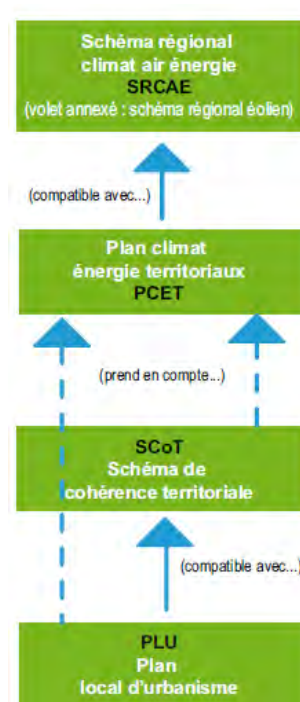 Schéma régional
climat air énergie
SRCAE
(volet annexé : schéma régional éolien)
(compatible avec...)
Plan climat
énergie territoriaux
PCET
(prend en compte...)
SCoT
Schéma de
cohérence territoriale
(compatible avec...)
PLU
Plan
local d'urbanisme